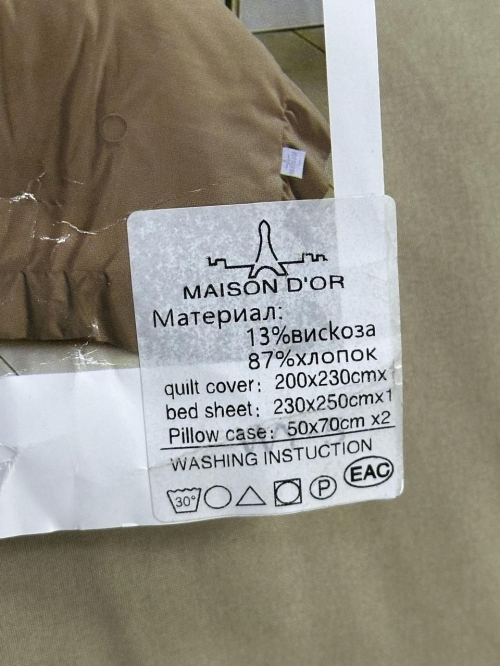 MAISON D'OR
Материал:
13%вискоза
87%хлопок
quilt cover: 200x230cmx
bed sheet: 230x250cmx1
Pillow case: 50x70cm x2
WASHING INSTUCTION
30° P EAC